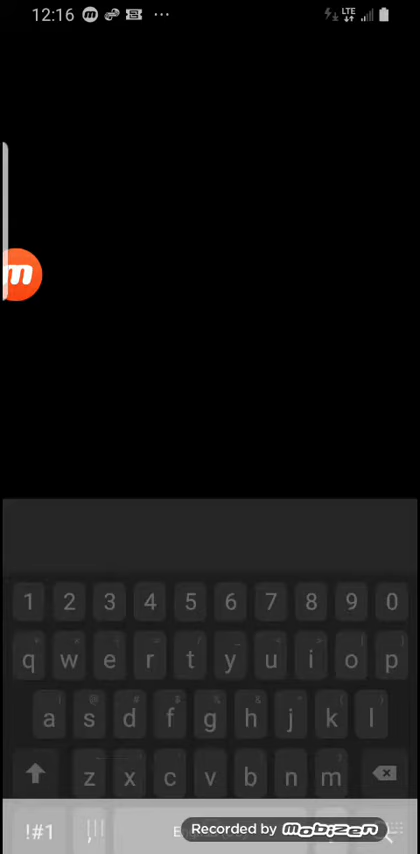 12:16 m LTE
m
1 2 3 4 5 6 7 8 9 0
q w e r t y u i o p
a s d f g h j k l
z x c v b n m
!#1 , Recorded by mobizen